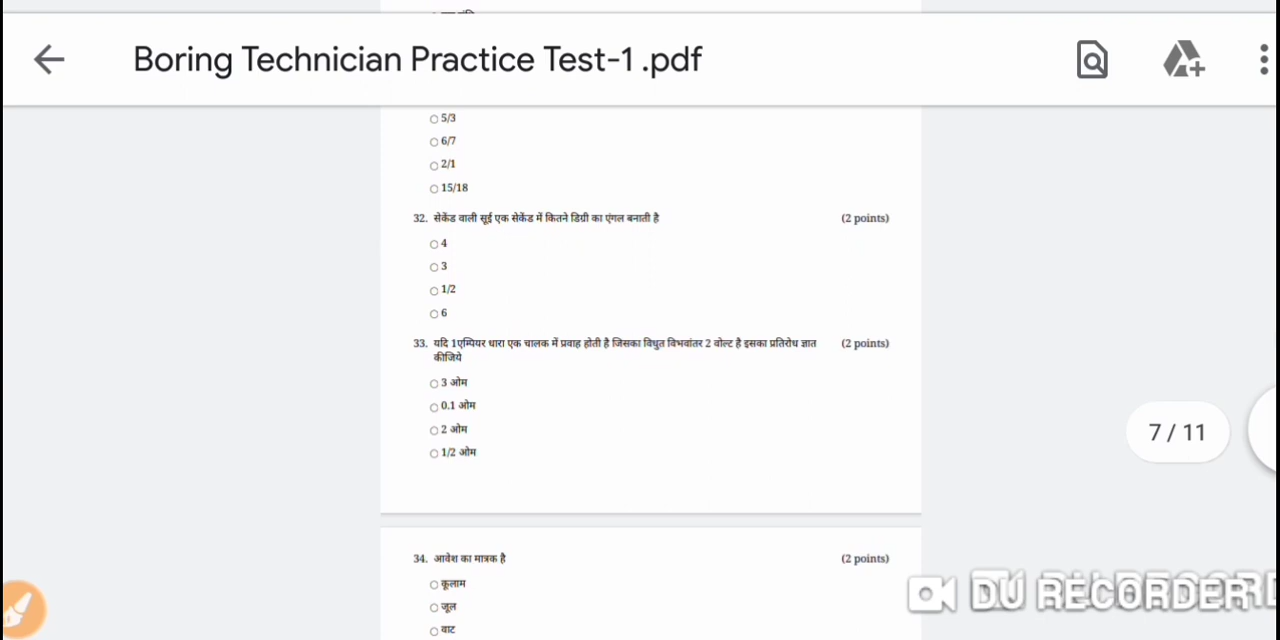 Boring Technician Practice Test-1 .pdf
5/3
6/7
2/1
15/18
32. सेकेंड वाली सूई एक सेकेंड में कितने डिग्री का एंगल बनाती है (2 points)
4
3
1/2
6
33. यदि 1एम्पियर धारा एक चालक में प्रवाह होती है जिसका विधुत विभवांतर 2 वोल्ट है इसका प्रतिरोध ज्ञात (2 points)
कीजिये
3 ओम
0.1 ओम
2 ओम
1/2 ओम
7 / 11
34. आवेश का मात्रक है (2 points)
कूलाम
जूल
वाट
DU RECORDER